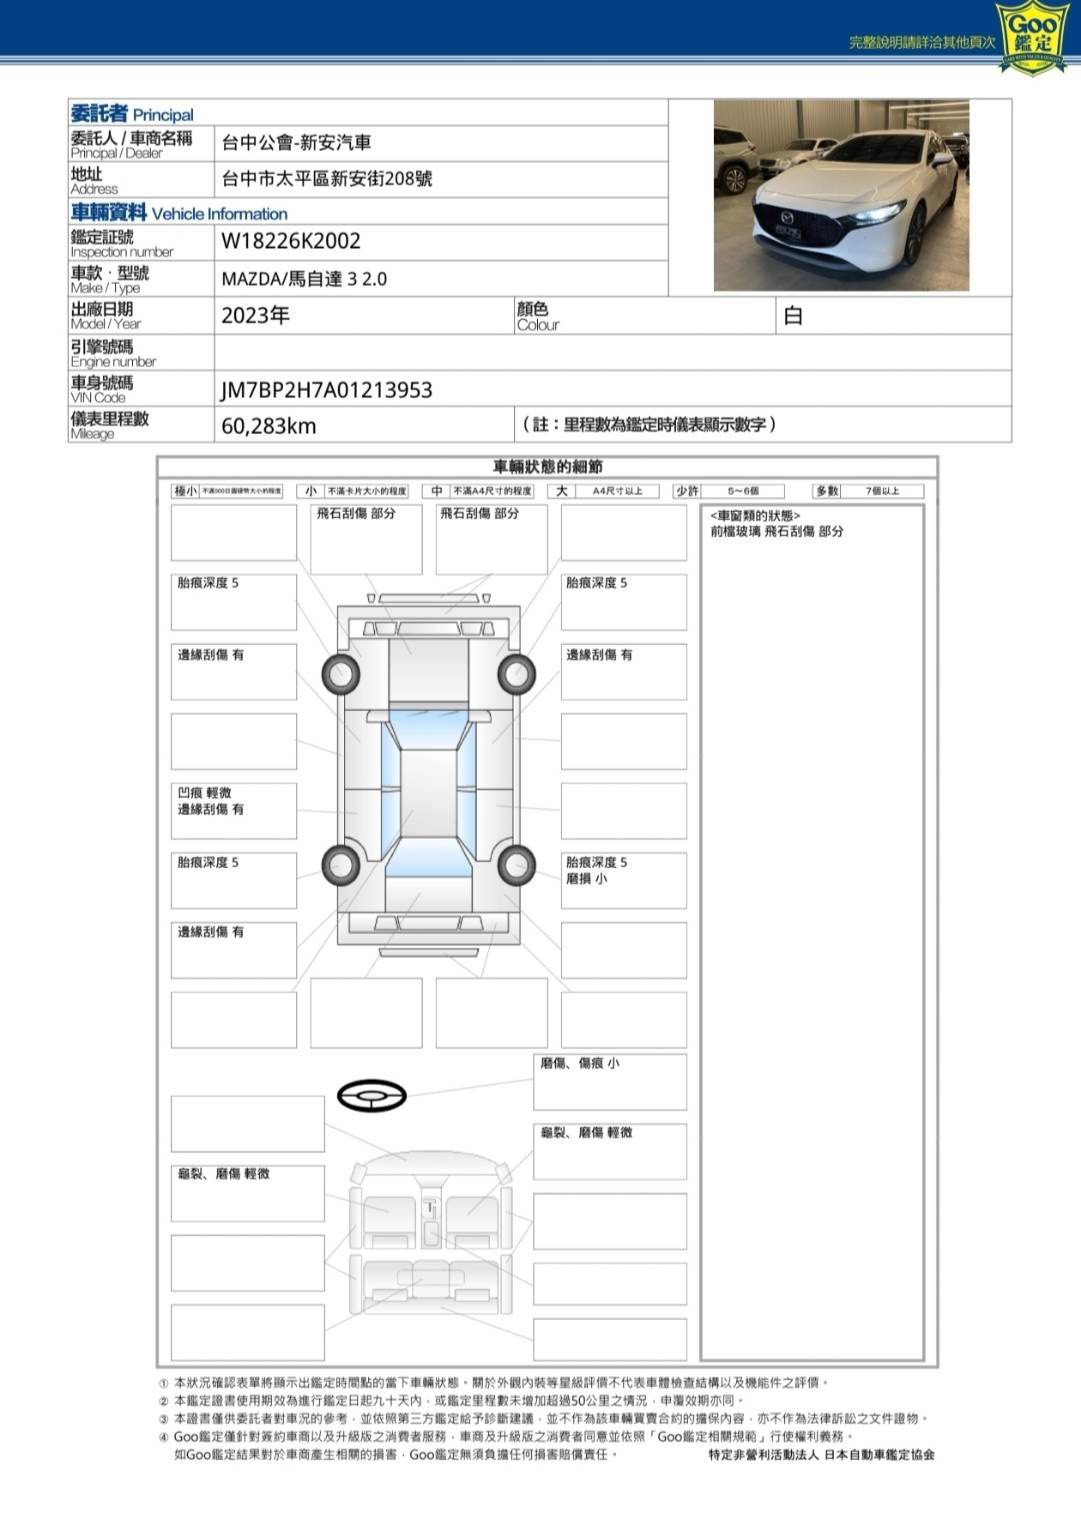 完整說明請詳洽其他頁次
Goo
鑑定
委託者 Principal
委託人 / 車商名稱
Principal / Dealer
台中公會-新安汽車
地址
Address
台中市太平區新安街208號
車輛資料 Vehicle Information
鑑定証號
Inspection number
W18226K2002
車款．型號
Make / Type
MAZDA/馬自達 3 2.0
出廠日期
Model / Year
2023年
顏色
Colour
白
引擎號碼
Engine number
車身號碼
VIN Code
JM7BP2H7A01213953
儀表里程數
Mileage
60,283km
（註：里程數為鑑定時儀表顯示數字）
車輛狀態的細節
極小 不滿500日圓硬幣大小的程度 小 不滿卡片大小的程度 中 不滿A4尺寸的程度 大 A4尺寸以上 少許 5～6個 多數 7個以上
飛石刮傷 部分
飛石刮傷 部分
<車窗類的狀態>
前檔玻璃 飛石刮傷 部分
胎痕深度 5
胎痕深度 5
邊緣刮傷 有
邊緣刮傷 有
凹痕 輕微
邊緣刮傷 有
胎痕深度 5
胎痕深度 5
磨損 小
邊緣刮傷 有
磨傷、傷痕 小
龜裂、磨傷 輕微
龜裂、磨傷 輕微
① 本狀況確認表單將顯示出鑑定時間點的當下車輛狀態。關於外觀內裝等星級評價不代表車體檢查結構以及機能件之評價。
② 本鑑定證書使用期效為進行鑑定日起九十天內，或鑑定里程數未增加超過50公里之情況，申覆效期亦同。
③ 本證書僅供委託者對車況的參考，並依照第三方鑑定給予診斷建議，並不作為該車輛買賣合約的擔保內容，亦不作為法律訴訟之文件證物。
④ Goo鑑定僅針對簽約車商以及升級版之消費者服務，車商及升級版之消費者同意並依照「Goo鑑定相關規範」行使權利義務。
如Goo鑑定結果對於車商產生相關的損害，Goo鑑定無須負擔任何損害賠償責任。
特定非營利活動法人 日本自動車鑑定協会